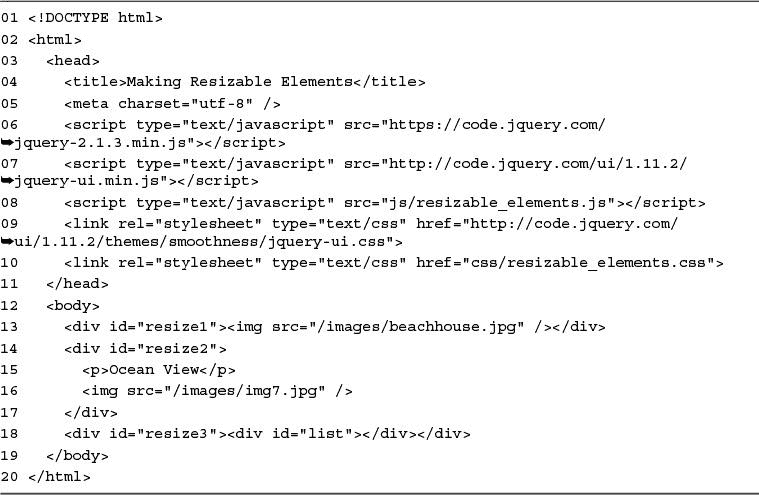 01 <!DOCTYPE html>
02 <html>
03   <head>
04     <title>Making Resizable Elements</title>
05     <meta charset="utf-8" />
06     <script type="text/javascript" src="https://code.jquery.com/
➥jquery-2.1.3.min.js"></script>
07     <script type="text/javascript" src="http://code.jquery.com/ui/1.11.2/
➥jquery-ui.min.js"></script>
08     <script type="text/javascript" src="js/resizable_elements.js"></script>
09     <link rel="stylesheet" type="text/css" href="http://code.jquery.com/
➥ui/1.11.2/themes/smoothness/jquery-ui.css">
10     <link rel="stylesheet" type="text/css" href="css/resizable_elements.css">
11   </head>
12   <body>
13     <div id="resize1"><img src="/images/beachhouse.jpg" /></div>
14     <div id="resize2">
15       <p>Ocean View</p>
16       <img src="/images/img7.jpg" />
17     </div>
18     <div id="resize3"><div id="list"></div></div>
19   </body>
20 </html>